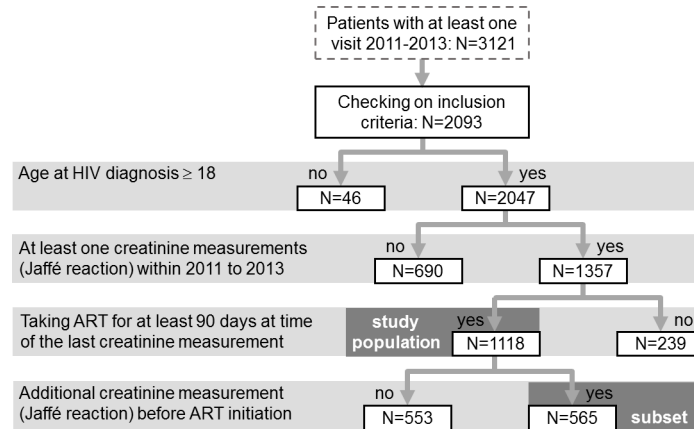 Patients with at least one
visit 2011-2013: N=3121
Checking on inclusion
criteria: N=2093
Age at HIV diagnosis ≥ 18
no
yes
N=46
N=2047
At least one creatinine measurements
(Jaffé reaction) within 2011 to 2013
no
yes
N=690
N=1357
Taking ART for at least 90 days at time
of the last creatinine measurement
study
population
yes
no
N=1118
N=239
Additional creatinine measurement
(Jaffé reaction) before ART initiation
no
yes
N=553
N=565
subset